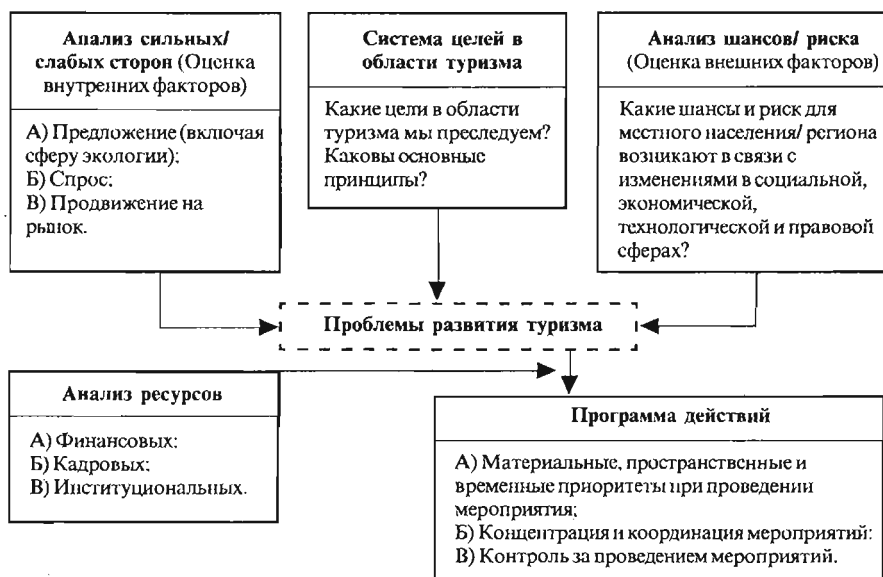 Анализ сильных/
слабых сторон (Оценка
внутренних факторов)
А) Предложение (включая
сферу экологии);
Б) Спрос;
В) Продвижение на
рынок.
Система целей в
области туризма
Какие цели в области
туризма мы преследуем?
Каковы основные
принципы?
Анализ шансов/ риска
(Оценка внешних факторов)
Какие шансы и риск для
местного населения/ региона
возникают в связи с
изменениями в социальной,
экономической,
технологической и правовой
сферах?
Проблемы развития туризма
Анализ ресурсов
А) Финансовых;
Б) Кадровых;
В) Институциональных.
Программа действий
А) Материальные, пространственные и
временные приоритеты при проведении
мероприятия;
Б) Концентрация и координация мероприятий;
В) Контроль за проведением мероприятий.